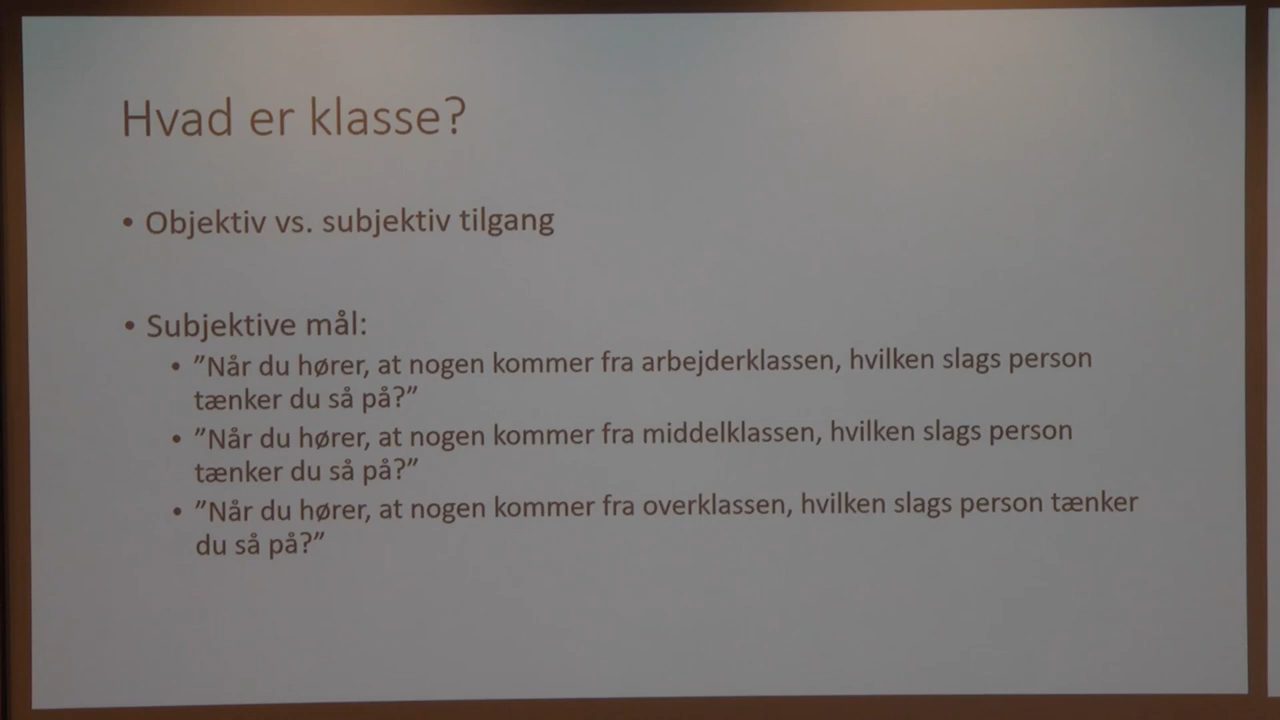 Hvad er klasse?
• Objektiv vs. subjektiv tilgang
• Subjektive mål:
• ”Når du hører, at nogen kommer fra arbejderklassen, hvilken slags person
tænker du så på?”
• ”Når du hører, at nogen kommer fra middelklassen, hvilken slags person
tænker du så på?”
• ”Når du hører, at nogen kommer fra overklassen, hvilken slags person tænker
du så på?”